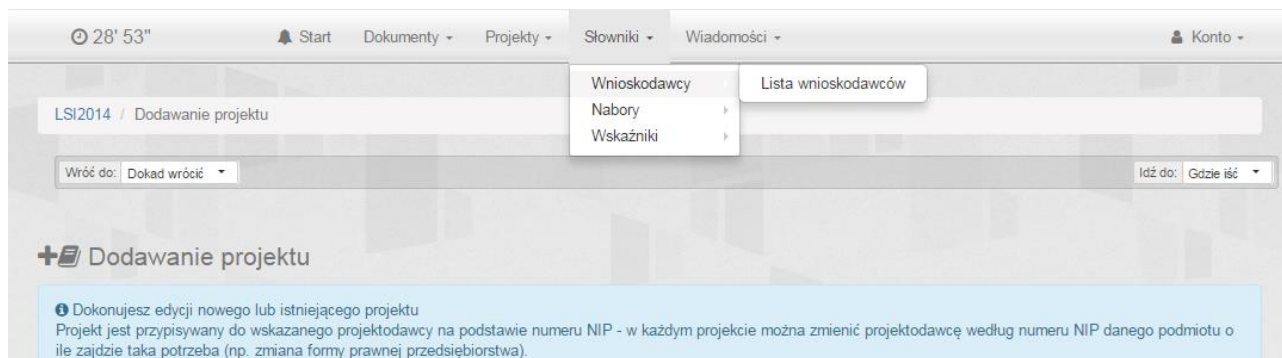 28' 53" Start Dokumenty Projekty Słowniki Wiadomości Konto
Wnioskodawcy Lista wnioskodawców
Nabory
Wskaźniki
LSI2014 / Dodawanie projektu
Wróć do: Dokad wrócić Idź do: Gdzie iść
Dodawanie projektu
Dokonujesz edycji nowego lub istniejącego projektu
Projekt jest przypisywany do wskazanego projektodawcy na podstawie numeru NIP - w każdym projekcie można zmienić projektodawcę według numeru NIP danego podmiotu o
ile zajdzie taka potrzeba (np. zmiana formy prawnej przedsiębiorstwa).